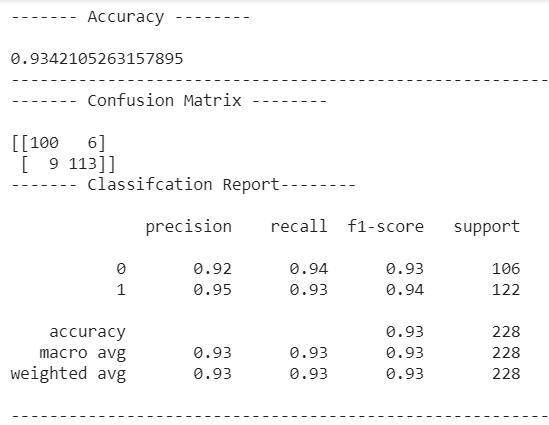 ------- Accuracy --------
0.9342105263157895
--------------------------------------------------------
------- Confusion Matrix --------
[[100   6]
 [  9 113]]
------- Classifcation Report--------
              precision    recall  f1-score   support
           0       0.92      0.94      0.93       106
           1       0.95      0.93      0.94       122
    accuracy                           0.93       228
   macro avg       0.93      0.93      0.93       228
weighted avg       0.93      0.93      0.93       228
--------------------------------------------------------